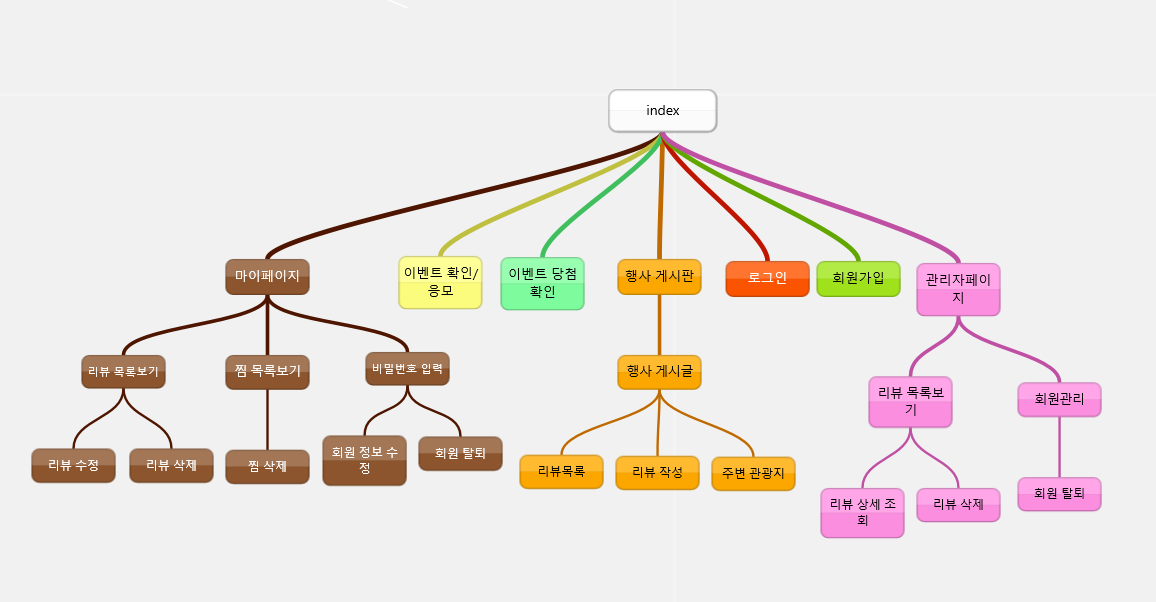 index
마이페이지
이벤트 확인/
응모
이벤트 당첨
확인
행사 게시판
로그인
회원가입
관리자페이
지
리뷰 목록보기
찜 목록보기
비밀번호 입력
행사 게시글
리뷰 목록보
기
회원관리
리뷰 수정
리뷰 삭제
찜 삭제
회원 정보 수
정
회원 탈퇴
리뷰목록
리뷰 작성
주변 관광지
리뷰 상세 조
회
리뷰 삭제
회원 탈퇴